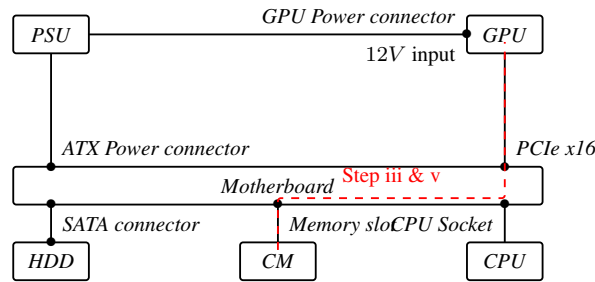 GPU Power connector
PSU
GPU
12V input
ATX Power connector
PCIe x16
Step iii & v
Motherboard
SATA connector
Memory slot
CPU Socket
HDD
CM
CPU